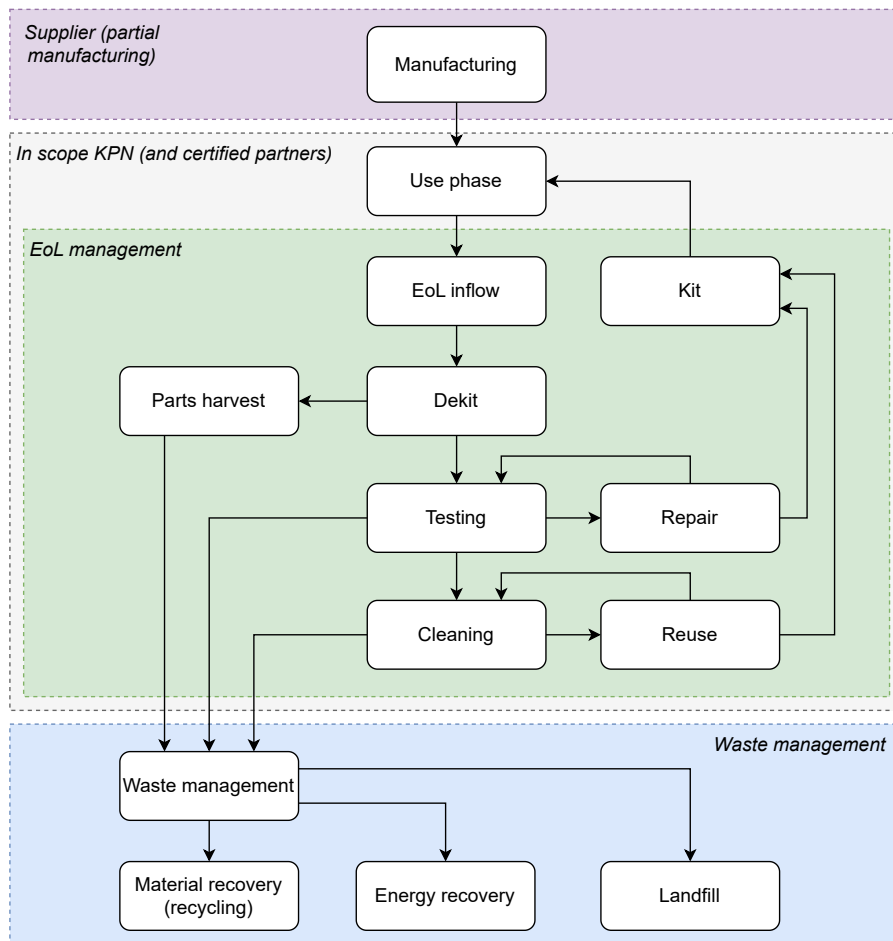 Supplier (partial
manufacturing)
Manufacturing
In scope KPN (and certified partners)
Use phase
EoL management
EoL inflow
Kit
Parts harvest
Dekit
Testing
Repair
Cleaning
Reuse
Waste management
Waste management
Material recovery
(recycling)
Energy recovery
Landfill